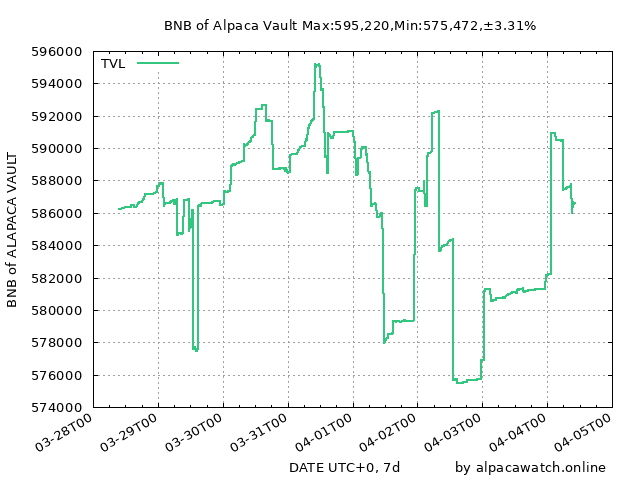 BNB of Alpaca Vault Max:595,220,Min:575,472,±3.31%
596000
TVL
594000
592000
590000
588000
586000
584000
582000
580000
578000
576000
574000
BNB of ALAPACA VAULT
03-28T00
03-29T00
03-30T00
03-31T00
04-01T00
04-02T00
04-03T00
04-04T00
04-05T00
DATE UTC+0, 7d
by alpacawatch.online